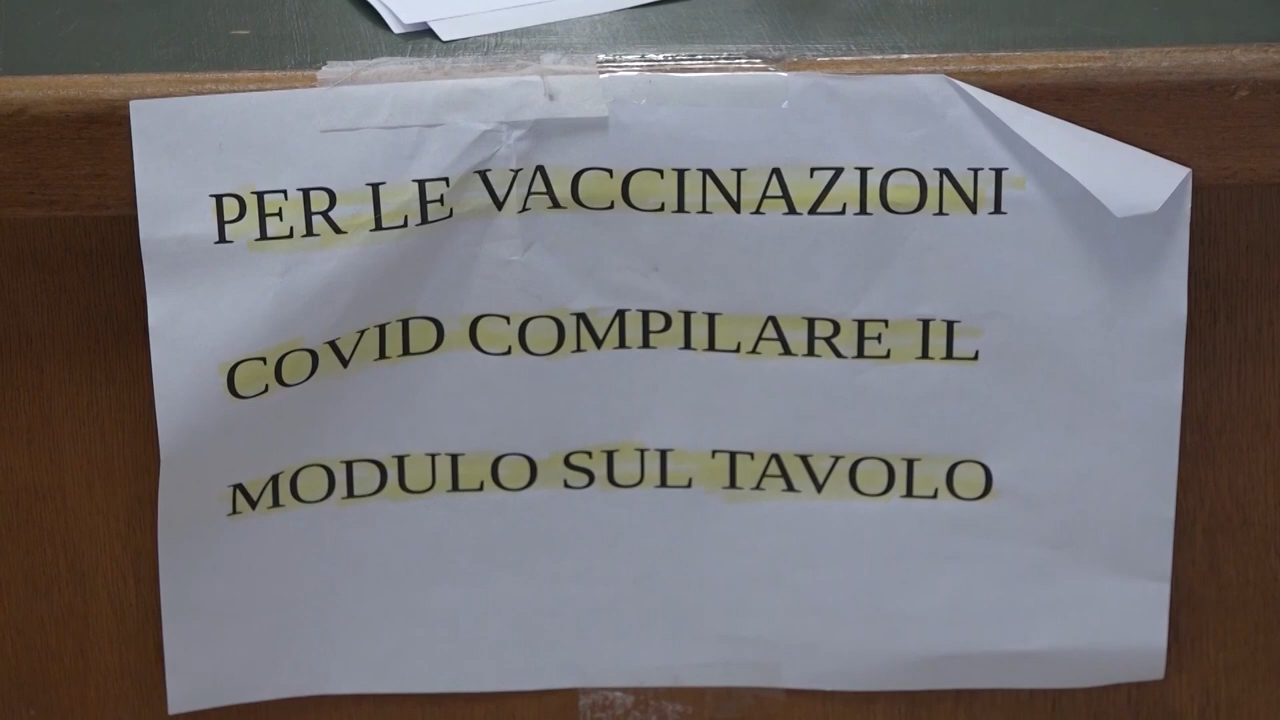 PER LE VACCINAZIONI
COVID COMPILARE IL
MODULO SUL TAVOLO